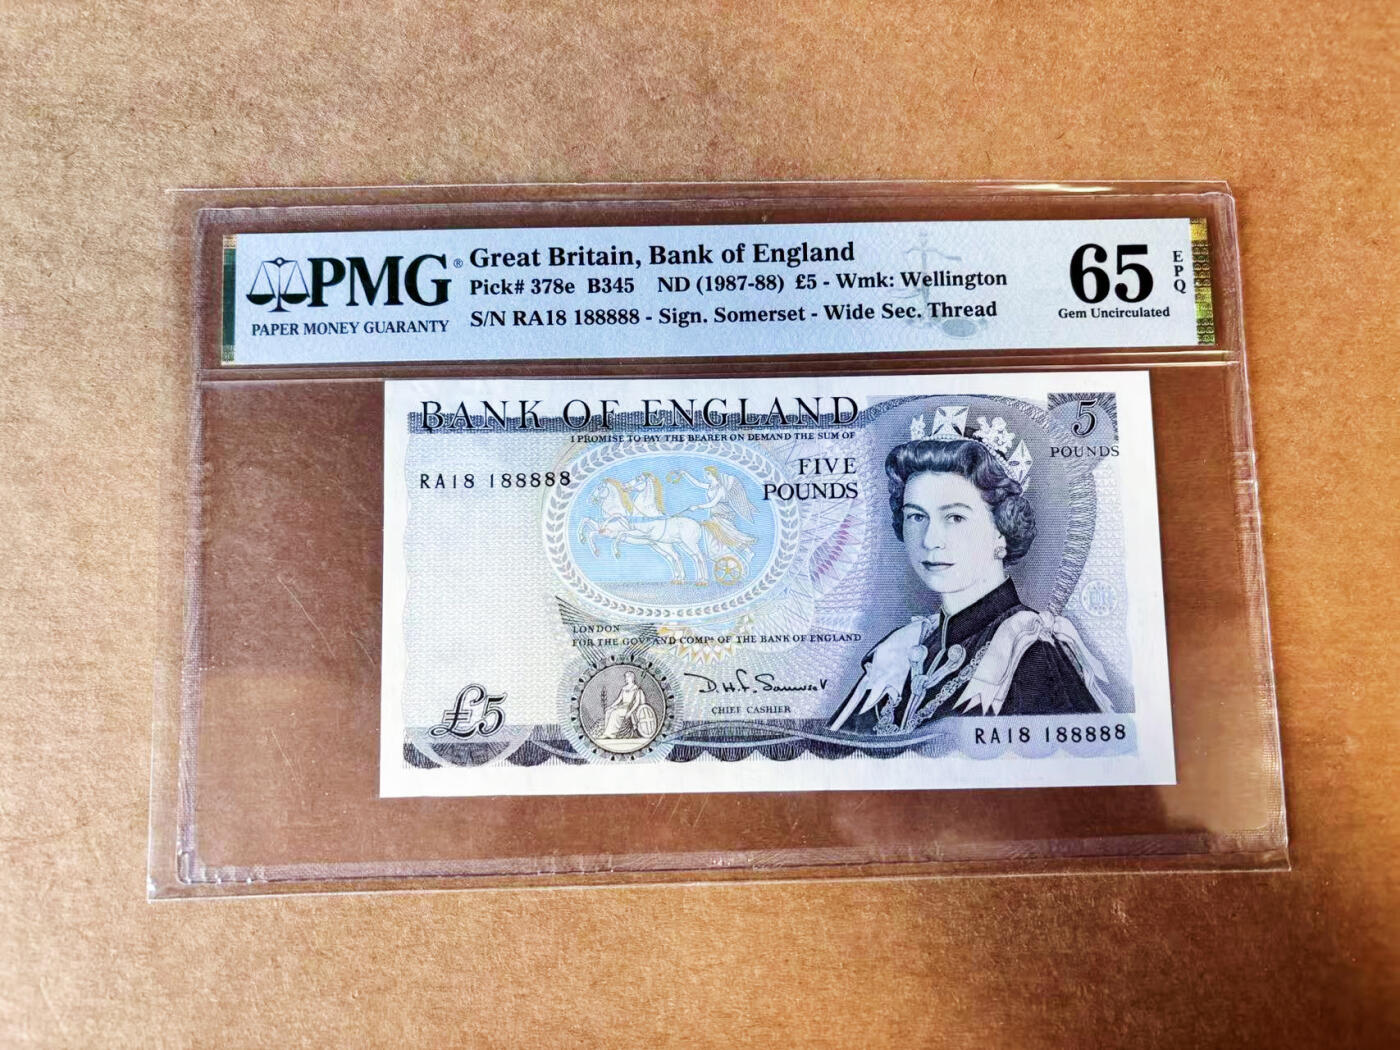 PMG®
PAPER MONEY GUARANTY
Great Britain, Bank of England
Pick# 378e B345 ND (1987-88) £5 - Wmk: Wellington
S/N RA18 188888 - Sign. Somerset - Wide Sec. Thread
65
EPQ
Gem Uncirculated
BANK OF ENGLAND
I PROMISE TO PAY THE BEARER ON DEMAND THE SUM OF
5
POUNDS
FIVE
POUNDS
RA18 188888
LONDON
FOR THE GOVR AND COMPA OF THE BANK OF ENGLAND
D.H.F. Somerset
CHIEF CASHIER
£5
RA18 188888